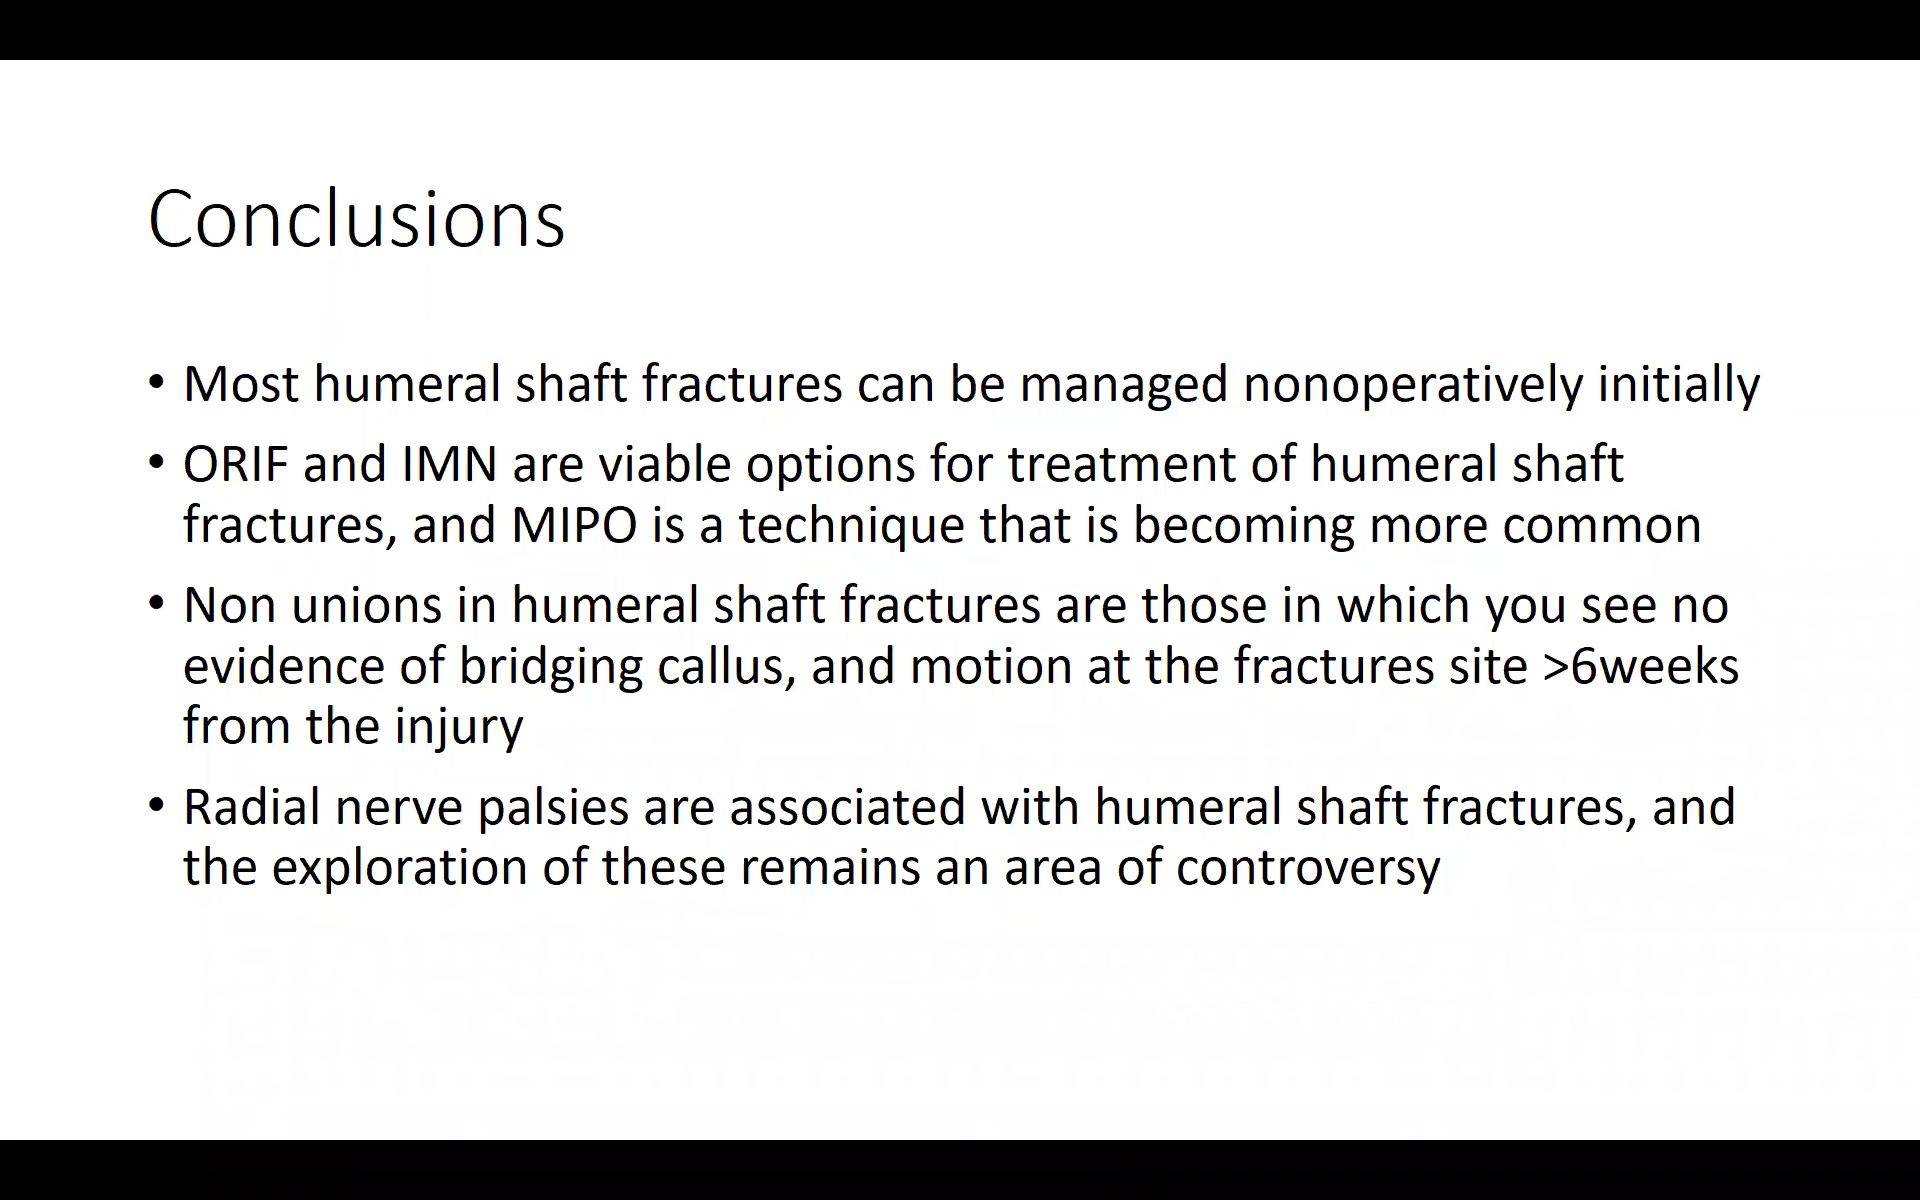 Conclusions
• Most humeral shaft fractures can be managed nonoperatively initially
• ORIF and IMN are viable options for treatment of humeral shaft
fractures, and MIPO is a technique that is becoming more common
• Non unions in humeral shaft fractures are those in which you see no
evidence of bridging callus, and motion at the fractures site >6weeks
from the injury
• Radial nerve palsies are associated with humeral shaft fractures, and
the exploration of these remains an area of controversy